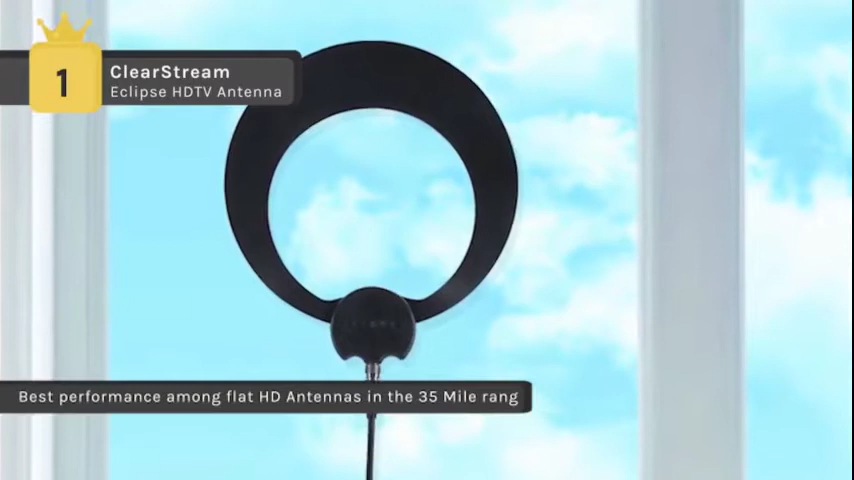 1
ClearStream
Eclipse HDTV Antenna
Best performance among flat HD Antennas in the 35 Mile rang